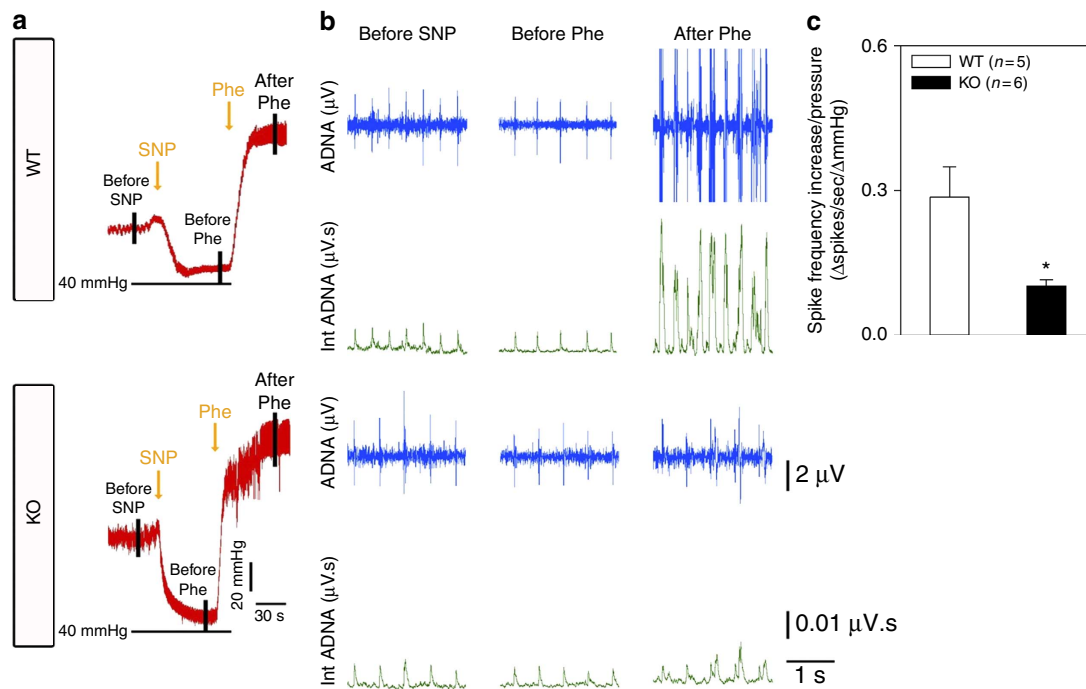 a
WT
SNP
Phe
After
Phe
Before
SNP
Before
Phe
40 mmHg
KO
SNP
Phe
After
Phe
Before
SNP
Before
Phe
40 mmHg
20 mmHg
30 s
b
Before SNP
Before Phe
After Phe
ADNA (μV)
Int ADNA (μV.s)
ADNA (μV)
2 μV
Int ADNA (μV.s)
0.01 μV.s
1 s
c
Spike frequency increase/pressure
(Δspikes/sec/ΔmmHg)
0.6
0.3
0.0
WT (n=5)
KO (n=6)
*